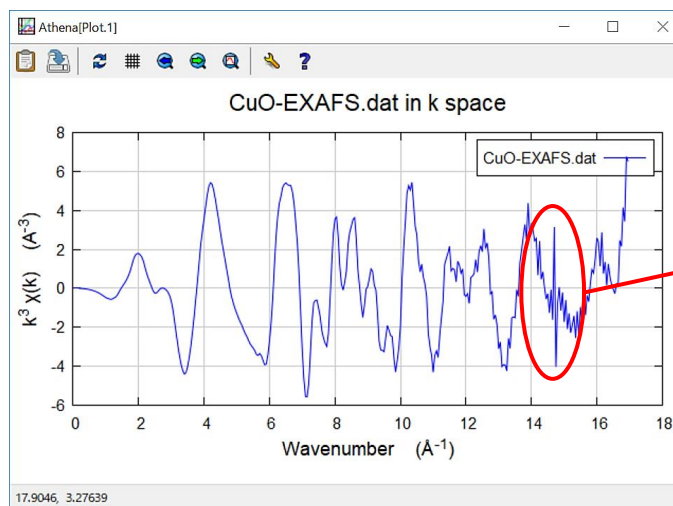 Athena[Plot.1]
CuO-EXAFS.dat in k space
CuO-EXAFS.dat
k³ χ(k) (A⁻³)
8
6
4
2
0
-2
-4
-6
0 2 4 6 8 10 12 14 16 18
Wavenumber (Å⁻¹)
17.9046, 3.27639